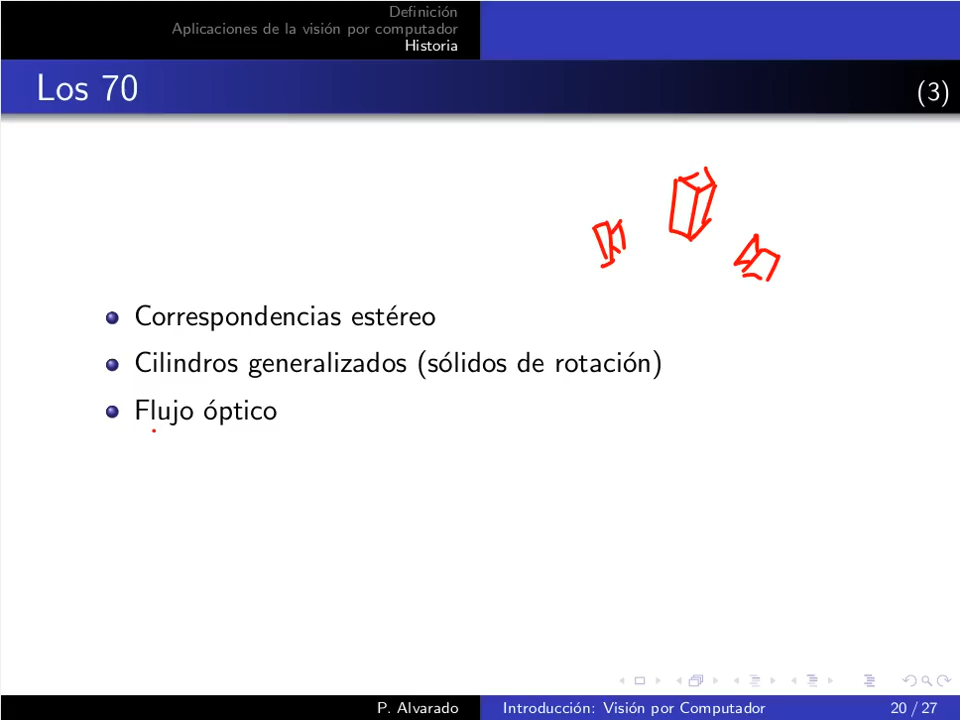 Definición
Aplicaciones de la visión por computador
Historia
Los 70
(3)
Correspondencias estéreo
Cilindros generalizados (sólidos de rotación)
Flujo óptico
P. Alvarado
Introducción: Visión por Computador
20 / 27